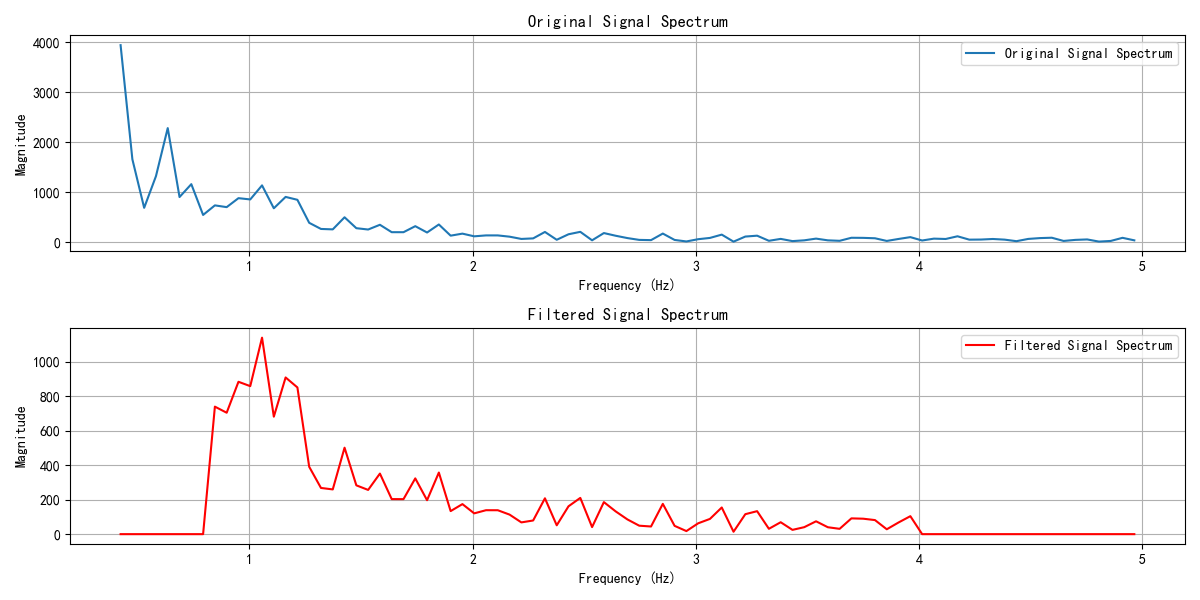 Original Signal Spectrum
4000
3000
2000
1000
0
Magnitude
Original Signal Spectrum
1 2 3 4 5
Frequency (Hz)
Filtered Signal Spectrum
1000
800
600
400
200
0
Magnitude
Filtered Signal Spectrum
1 2 3 4 5
Frequency (Hz)